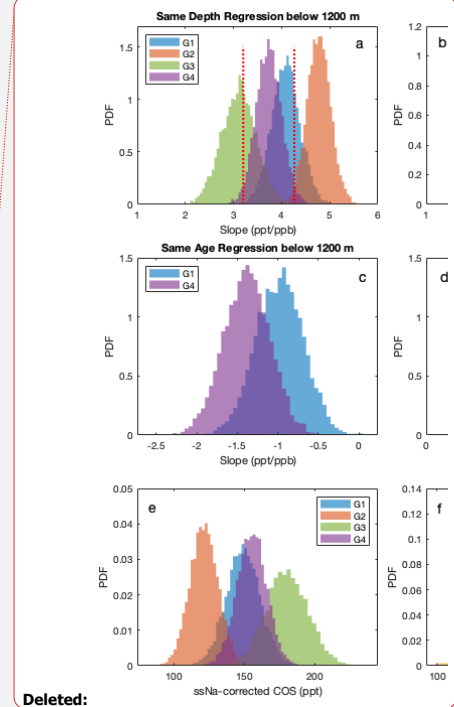 Same Depth Regression below 1200 m
G1
G2
G3
G4
a
PDF
1.5
1
0.5
0
1 2 3 4 5 6
Slope (ppt/ppb)
b
PDF
1.2
1
0.8
0.6
0.4
0.2
0
1
Same Age Regression below 1200 m
G1
G4
c
PDF
1.5
1
0.5
0
-2.5 -2 -1.5 -1 -0.5 0
Slope (ppt/ppb)
d
PDF
1.5
1
0.5
0
0
e
G1
G2
G3
G4
PDF
0.05
0.04
0.03
0.02
0.01
0
100 150 200
ssNa-corrected COS (ppt)
f
PDF
0.14
0.12
0.1
0.08
0.06
0.04
0.02
0
100
Deleted: